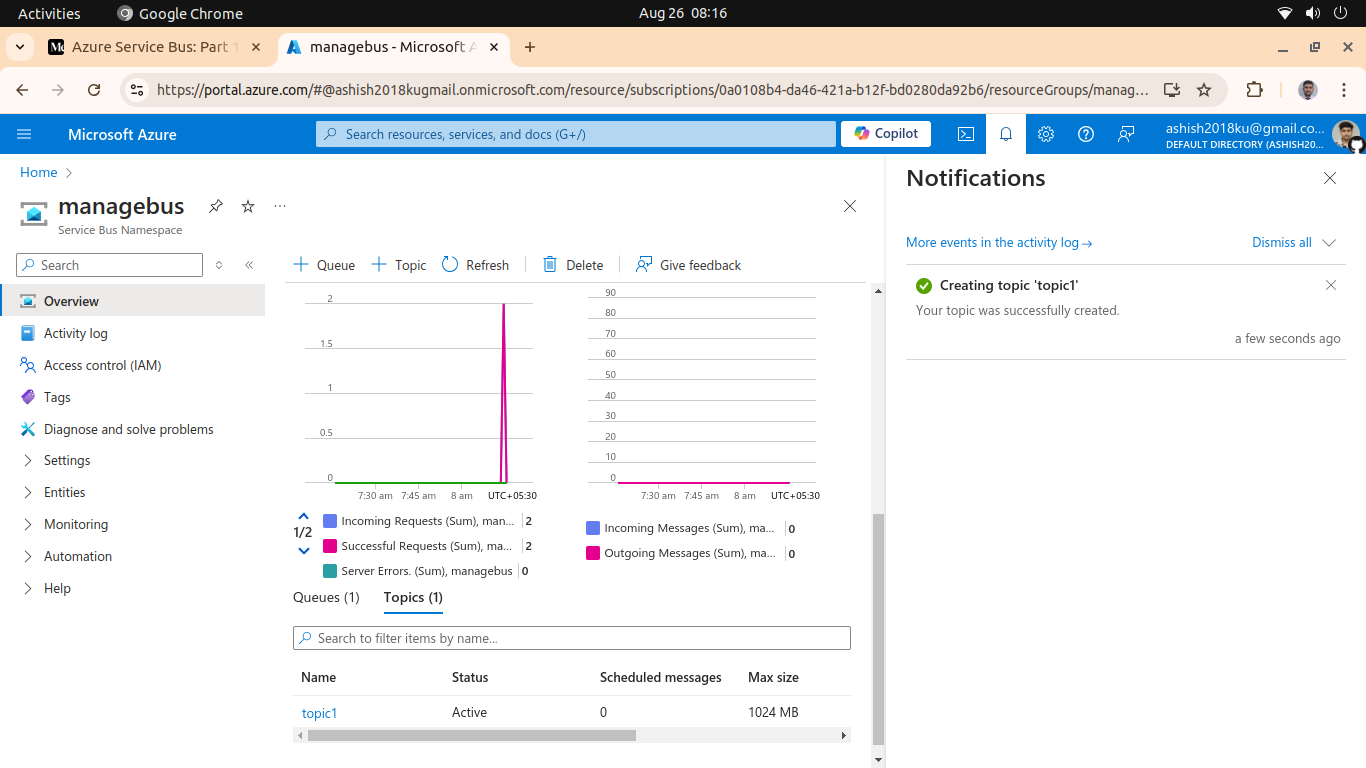 Activities Google Chrome Aug 26 08:16
Azure Service Bus: Part 1
managebus - Microsoft A
https://portal.azure.com/#@ashish2018kugmail.onmicrosoft.com/resource/subscriptions/0a0108b4-da46-421a-b12f-bd0280da92b6/resourceGroups/manag...
Microsoft Azure
Search resources, services, and docs (G+/)
Copilot
ashish2018ku@gmail.co...
DEFAULT DIRECTORY (ASHISH20...
Home
managebus
Service Bus Namespace
Search
Overview
Activity log
Access control (IAM)
Tags
Diagnose and solve problems
Settings
Entities
Monitoring
Automation
Help
Queue Topic Refresh Delete Give feedback
2
1.5
1
0.5
0
7:30 am 7:45 am 8 am UTC+05:30
1/2
Incoming Requests (Sum), man... 2
Successful Requests (Sum), ma... 2
Server Errors. (Sum), managebus 0
90
80
70
60
50
40
30
20
10
0
7:30 am 7:45 am 8 am UTC+05:30
Incoming Messages (Sum), ma... 0
Outgoing Messages (Sum), ma... 0
Queues (1) Topics (1)
Search to filter items by name...
Name Status Scheduled messages Max size
topic1 Active 0 1024 MB
Notifications
More events in the activity log→ Dismiss all
Creating topic 'topic1'
Your topic was successfully created.
a few seconds ago